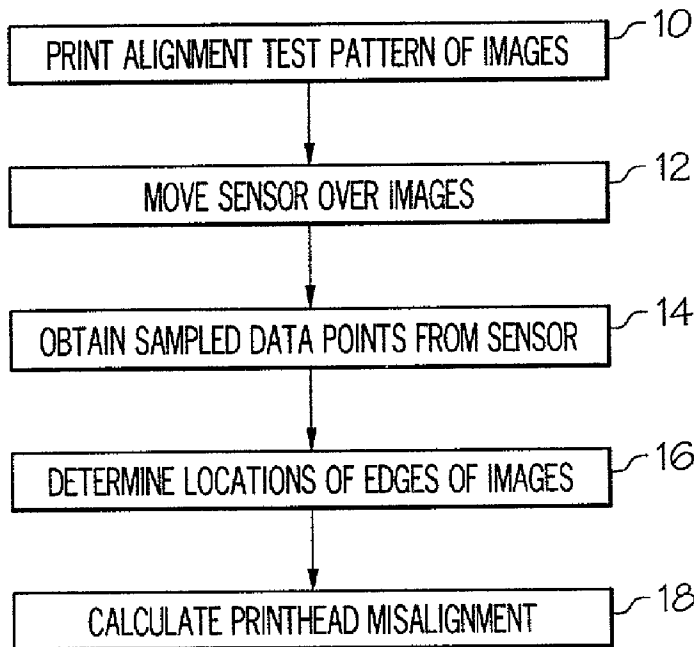 PRINT ALIGNMENT TEST PATTERN OF IMAGES 10
MOVE SENSOR OVER IMAGES 12
OBTAIN SAMPLED DATA POINTS FROM SENSOR 14
DETERMINE LOCATIONS OF EDGES OF IMAGES 16
CALCULATE PRINTHEAD MISALIGNMENT 18